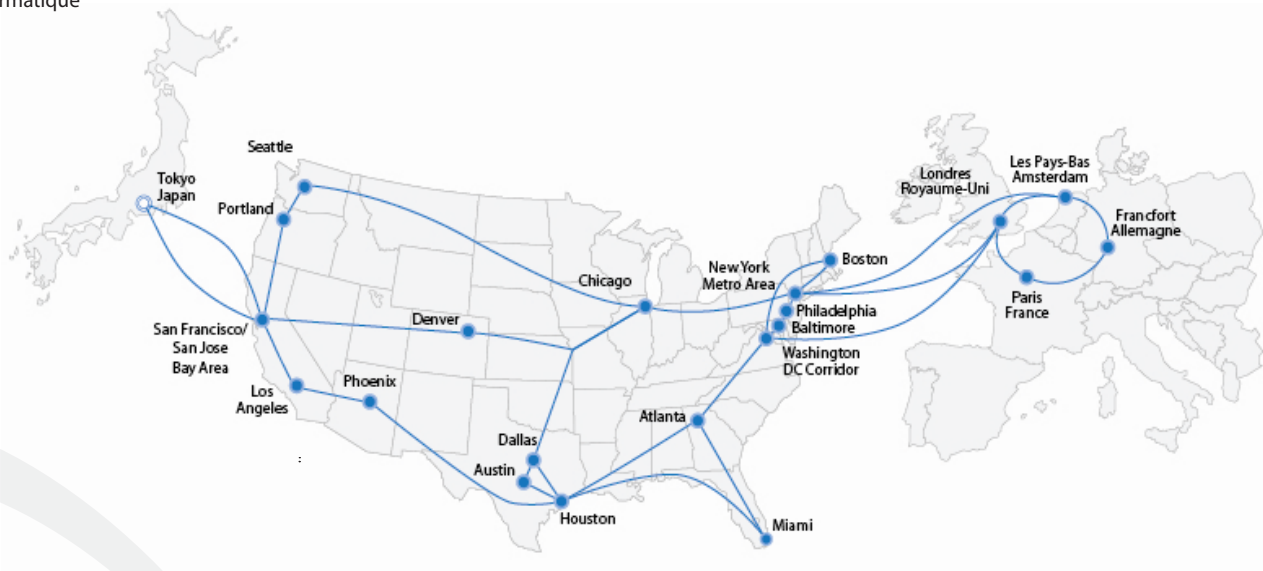 rmatique
Seattle
Tokyo
Japan
Portland
San Francisco/
San Jose
Bay Area
Los
Angeles
Phoenix
Denver
Chicago
Dallas
Austin
Houston
Atlanta
Miami
New York
Metro Area
Boston
Philadelphia
Baltimore
Washington
DC Corridor
Londres
Royaume-Uni
Les Pays-Bas
Amsterdam
Francfort
Allemagne
Paris
France
: